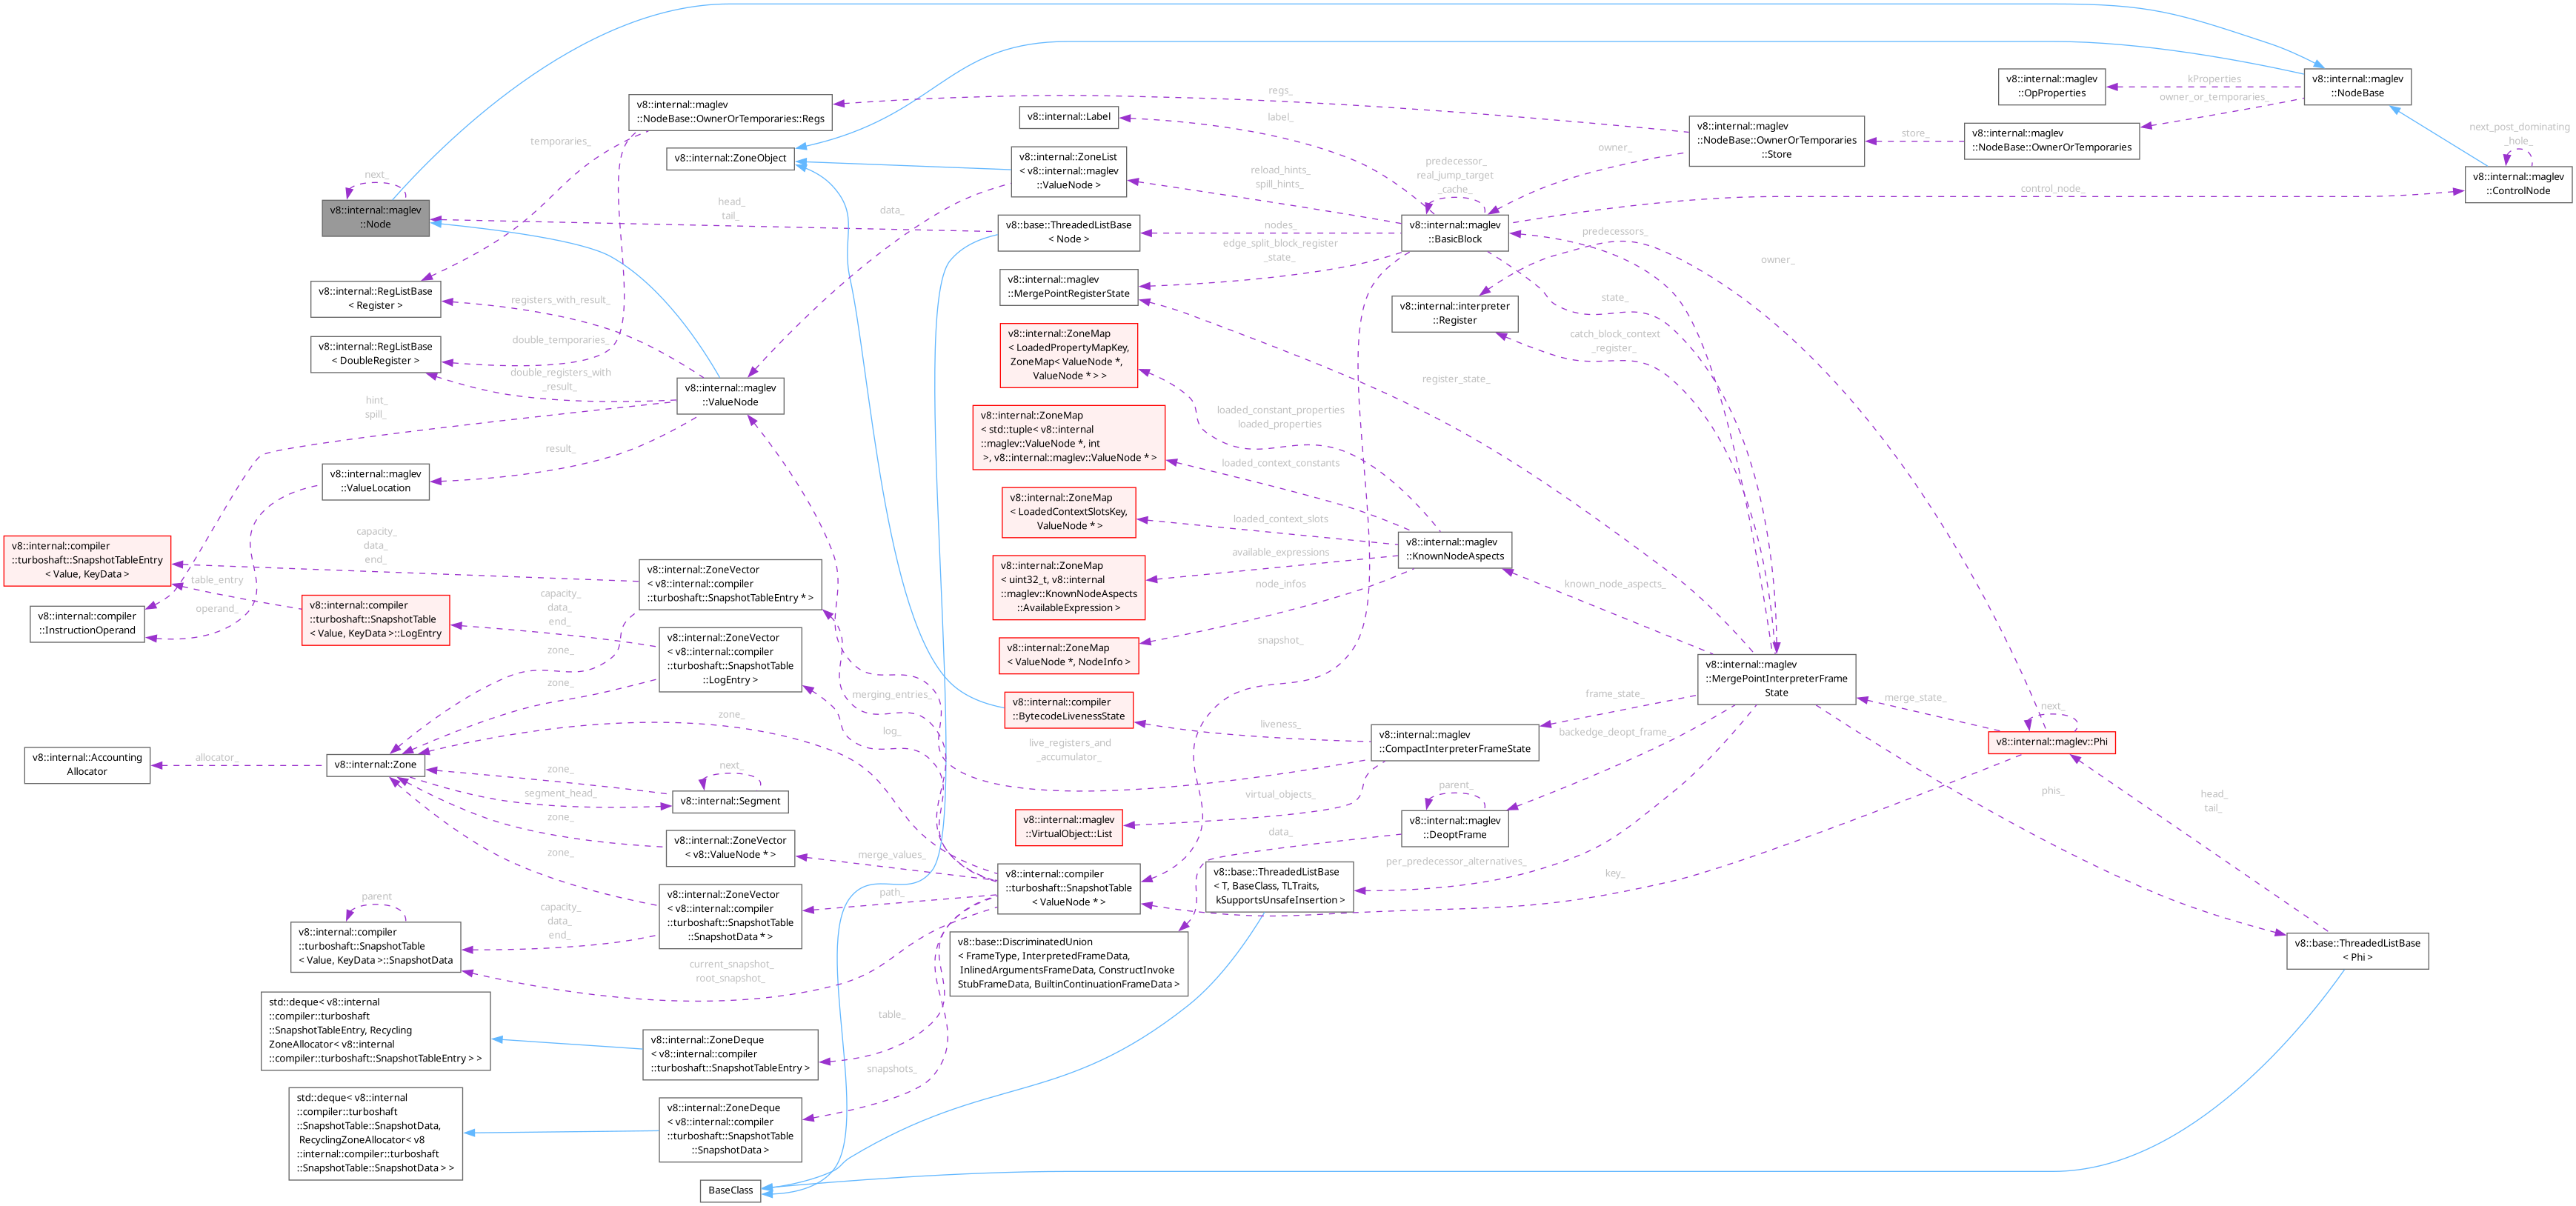 v8::internal::maglev
::Node
next_
v8::internal::RegListBase
< Register >
v8::internal::RegListBase
< DoubleRegister >
v8::internal::maglev
::ValueLocation
v8::internal::compiler
::turboshaft::SnapshotTableEntry
< Value, KeyData >
v8::internal::compiler
::InstructionOperand
v8::internal::compiler
::turboshaft::SnapshotTable
< Value, KeyData >::LogEntry
v8::internal::Accounting
Allocator
allocator_
v8::internal::Zone
v8::internal::compiler
::turboshaft::SnapshotTable
< Value, KeyData >::SnapshotData
parent
std::deque< v8::internal
::compiler::turboshaft
::SnapshotTableEntry, Recycling
ZoneAllocator< v8::internal
::compiler::turboshaft::SnapshotTableEntry > >
std::deque< v8::internal
::compiler::turboshaft
::SnapshotTable::SnapshotData,
RecyclingZoneAllocator< v8
::internal::compiler::turboshaft
::SnapshotTable::SnapshotData > >
table_entry
operand_
hint_
spill_
capacity_
data_
end_
temporaries_
registers_with_result_
double_temporaries_
double_registers_with
_result_
result_
capacity_
data_
end_
zone_
zone_
zone_
segment_head_
zone_
zone_
capacity_
data_
end_
v8::internal::maglev
::NodeBase::OwnerOrTemporaries::Regs
v8::internal::ZoneObject
v8::internal::maglev
::ValueNode
v8::internal::ZoneVector
< v8::internal::compiler
::turboshaft::SnapshotTableEntry * >
v8::internal::ZoneVector
< v8::internal::compiler
::turboshaft::SnapshotTable
::LogEntry >
v8::internal::Segment
next_
v8::internal::ZoneVector
< v8::ValueNode * >
v8::internal::ZoneVector
< v8::internal::compiler
::turboshaft::SnapshotTable
::SnapshotData * >
v8::internal::ZoneDeque
< v8::internal::compiler
::turboshaft::SnapshotTableEntry >
v8::internal::ZoneDeque
< v8::internal::compiler
::turboshaft::SnapshotTable
::SnapshotData >
BaseClass
head_
tail_
data_
merging_entries_
zone_
log_
merge_values_
path_
current_snapshot_
root_snapshot_
table_
snapshots_
v8::internal::Label
v8::internal::ZoneList
< v8::internal::maglev
::ValueNode >
v8::base::ThreadedListBase
< Node >
v8::internal::maglev
::MergePointRegisterState
v8::internal::ZoneMap
< LoadedPropertyMapKey,
ZoneMap< ValueNode *,
ValueNode * > >
v8::internal::ZoneMap
< std::tuple< v8::internal
::maglev::ValueNode *, int
>, v8::internal::maglev::ValueNode * >
v8::internal::ZoneMap
< LoadedContextSlotsKey,
ValueNode * >
v8::internal::ZoneMap
< uint32_t, v8::internal
::maglev::KnownNodeAspects
::AvailableExpression >
v8::internal::ZoneMap
< ValueNode *, NodeInfo >
v8::internal::compiler
::BytecodeLivenessState
live_registers_and
_accumulator_
v8::internal::maglev
::VirtualObject::List
v8::internal::compiler
::turboshaft::SnapshotTable
< ValueNode * >
v8::base::DiscriminatedUnion
< FrameType, InterpretedFrameData,
InlinedArgumentsFrameData, ConstructInvoke
StubFrameData, BuiltinContinuationFrameData >
regs_
label_
reload_hints_
spill_hints_
nodes_
edge_split_block_register
_state_
loaded_constant_properties
loaded_properties
loaded_context_constants
loaded_context_slots
available_expressions
node_infos
snapshot_
liveness_
virtual_objects_
data_
v8::base::ThreadedListBase
< T, BaseClass, TLTraits,
kSupportsUnsafeInsertion >
predecessor_
real_jump_target
_cache_
v8::internal::maglev
::BasicBlock
v8::internal::interpreter
::Register
v8::internal::maglev
::KnownNodeAspects
v8::internal::maglev
::CompactInterpreterFrameState
parent_
v8::internal::maglev
::DeoptFrame
per_predecessor_alternatives_
owner_
predecessors_
state_
catch_block_context
_register_
register_state_
known_node_aspects_
frame_state_
backedge_deopt_frame_
key_
v8::internal::maglev
::NodeBase::OwnerOrTemporaries
::Store
owner_
v8::internal::maglev
::MergePointInterpreterFrame
State
store_
control_node_
merge_state_
phis_
v8::internal::maglev
::OpProperties
v8::internal::maglev
::NodeBase::OwnerOrTemporaries
next_
v8::internal::maglev::Phi
kProperties
owner_or_temporaries_
head_
tail_
v8::internal::maglev
::NodeBase
v8::base::ThreadedListBase
< Phi >
next_post_dominating
_hole_
v8::internal::maglev
::ControlNode